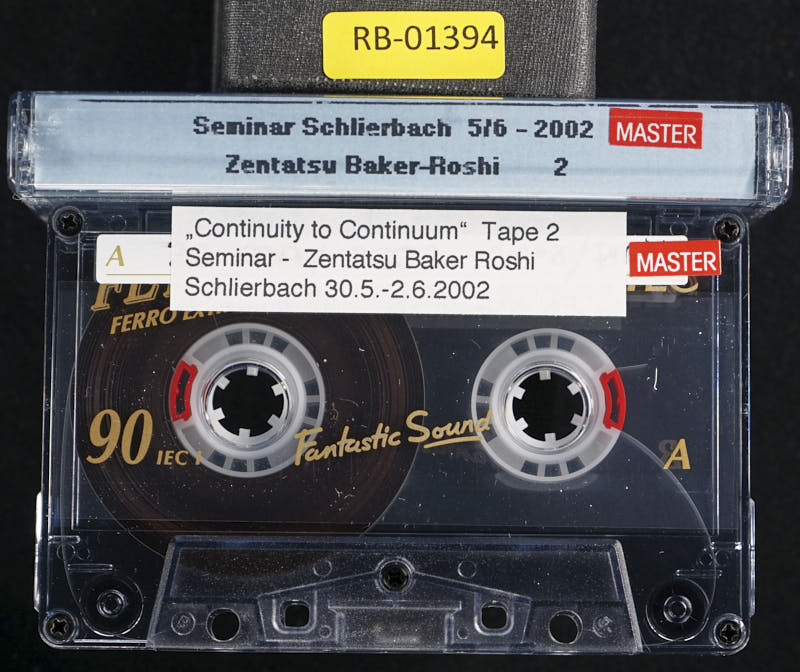 RB-01394
Seminar Schlierbach 5/6 - 2002 MASTER
Zentatsu Baker-Roshi 2
„Continuity to Continuum“ Tape 2
Seminar - Zentatsu Baker Roshi
Schlierbach 30.5.-2.6.2002
A
MASTER
FERRO
90 IEC I
Fantastic Sound
A